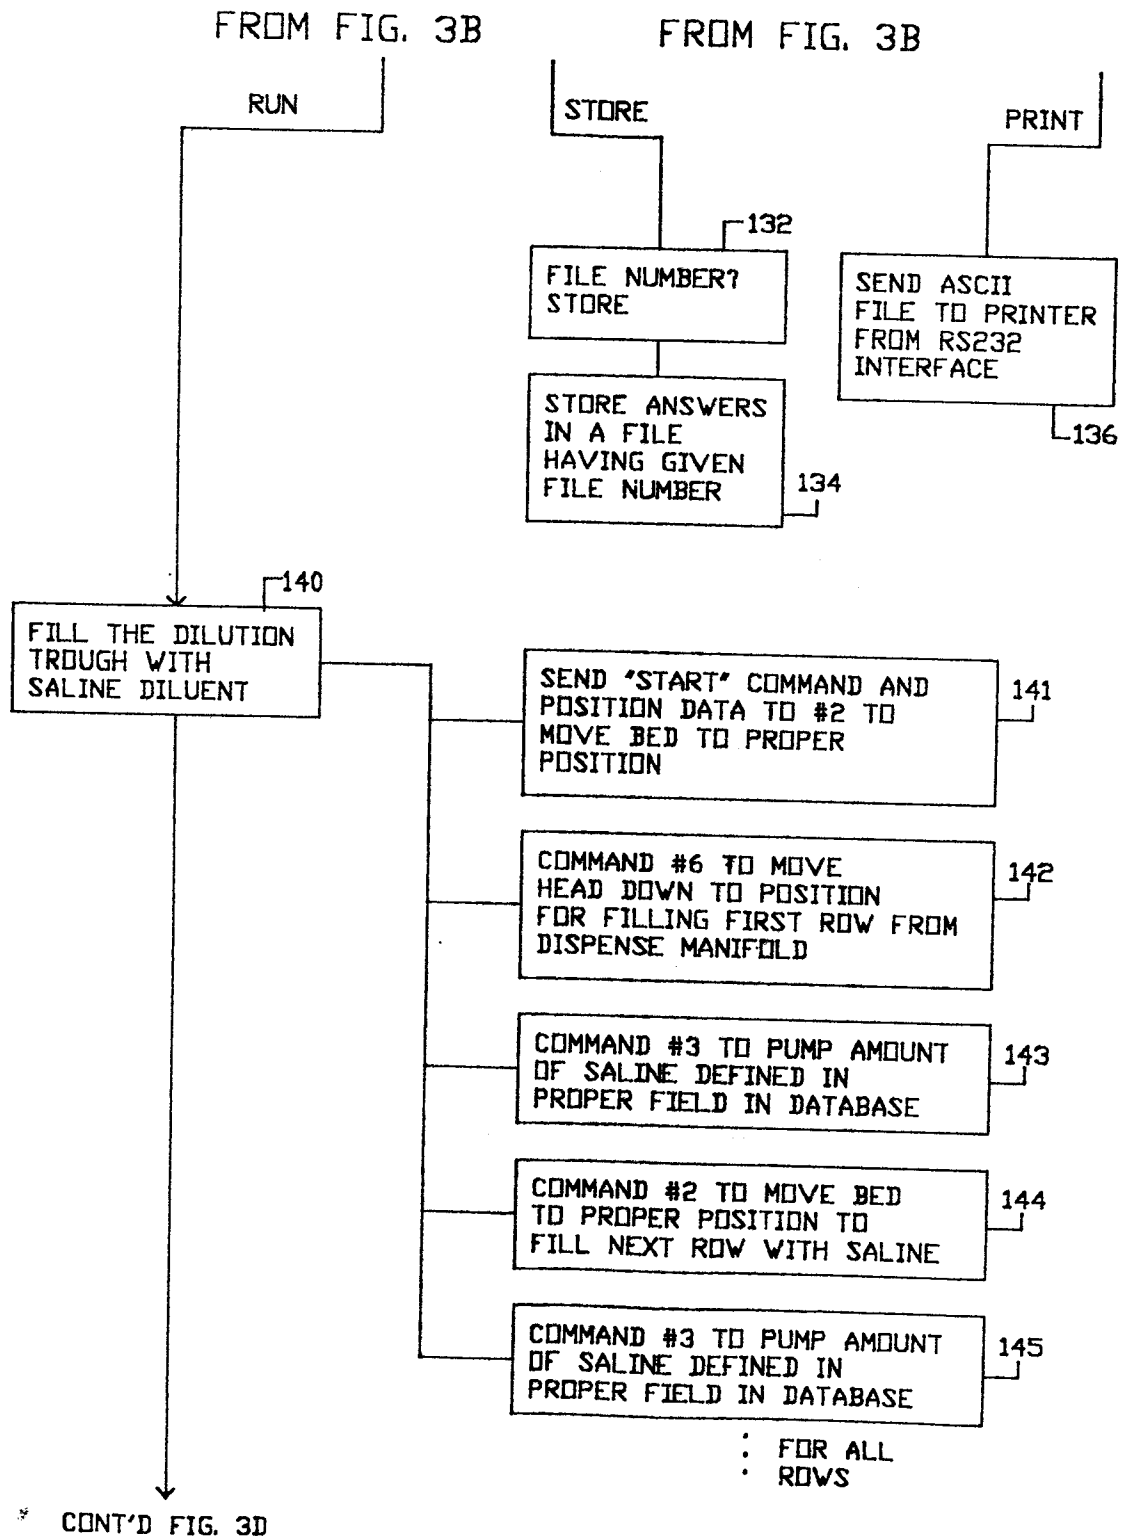 FROM FIG. 3B
FROM FIG. 3B
RUN
STORE
PRINT
132
FILE NUMBER?
STORE
SEND ASCII
FILE TO PRINTER
FROM RS232
INTERFACE
136
STORE ANSWERS
IN A FILE
HAVING GIVEN
FILE NUMBER
134
140
FILL THE DILUTION
TROUGH WITH
SALINE DILUENT
SEND "START" COMMAND AND
POSITION DATA TO #2 TO
MOVE BED TO PROPER
POSITION
141
COMMAND #6 TO MOVE
HEAD DOWN TO POSITION
FOR FILLING FIRST ROW FROM
DISPENSE MANIFOLD
142
COMMAND #3 TO PUMP AMOUNT
OF SALINE DEFINED IN
PROPER FIELD IN DATABASE
143
COMMAND #2 TO MOVE BED
TO PROPER POSITION TO
FILL NEXT ROW WITH SALINE
144
COMMAND #3 TO PUMP AMOUNT
OF SALINE DEFINED IN
PROPER FIELD IN DATABASE
145
FOR ALL
ROWS
CONT'D FIG. 3D